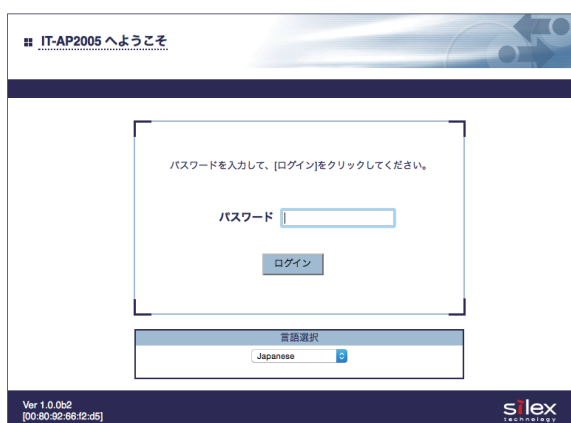 IT-AP2005 へようこそ
パスワードを入力して、[ログイン]をクリックしてください。
パスワード
ログイン
言語選択
Japanese
Ver 1.0.0b2
[00:80:92:66:f2:d5]
silex
technology